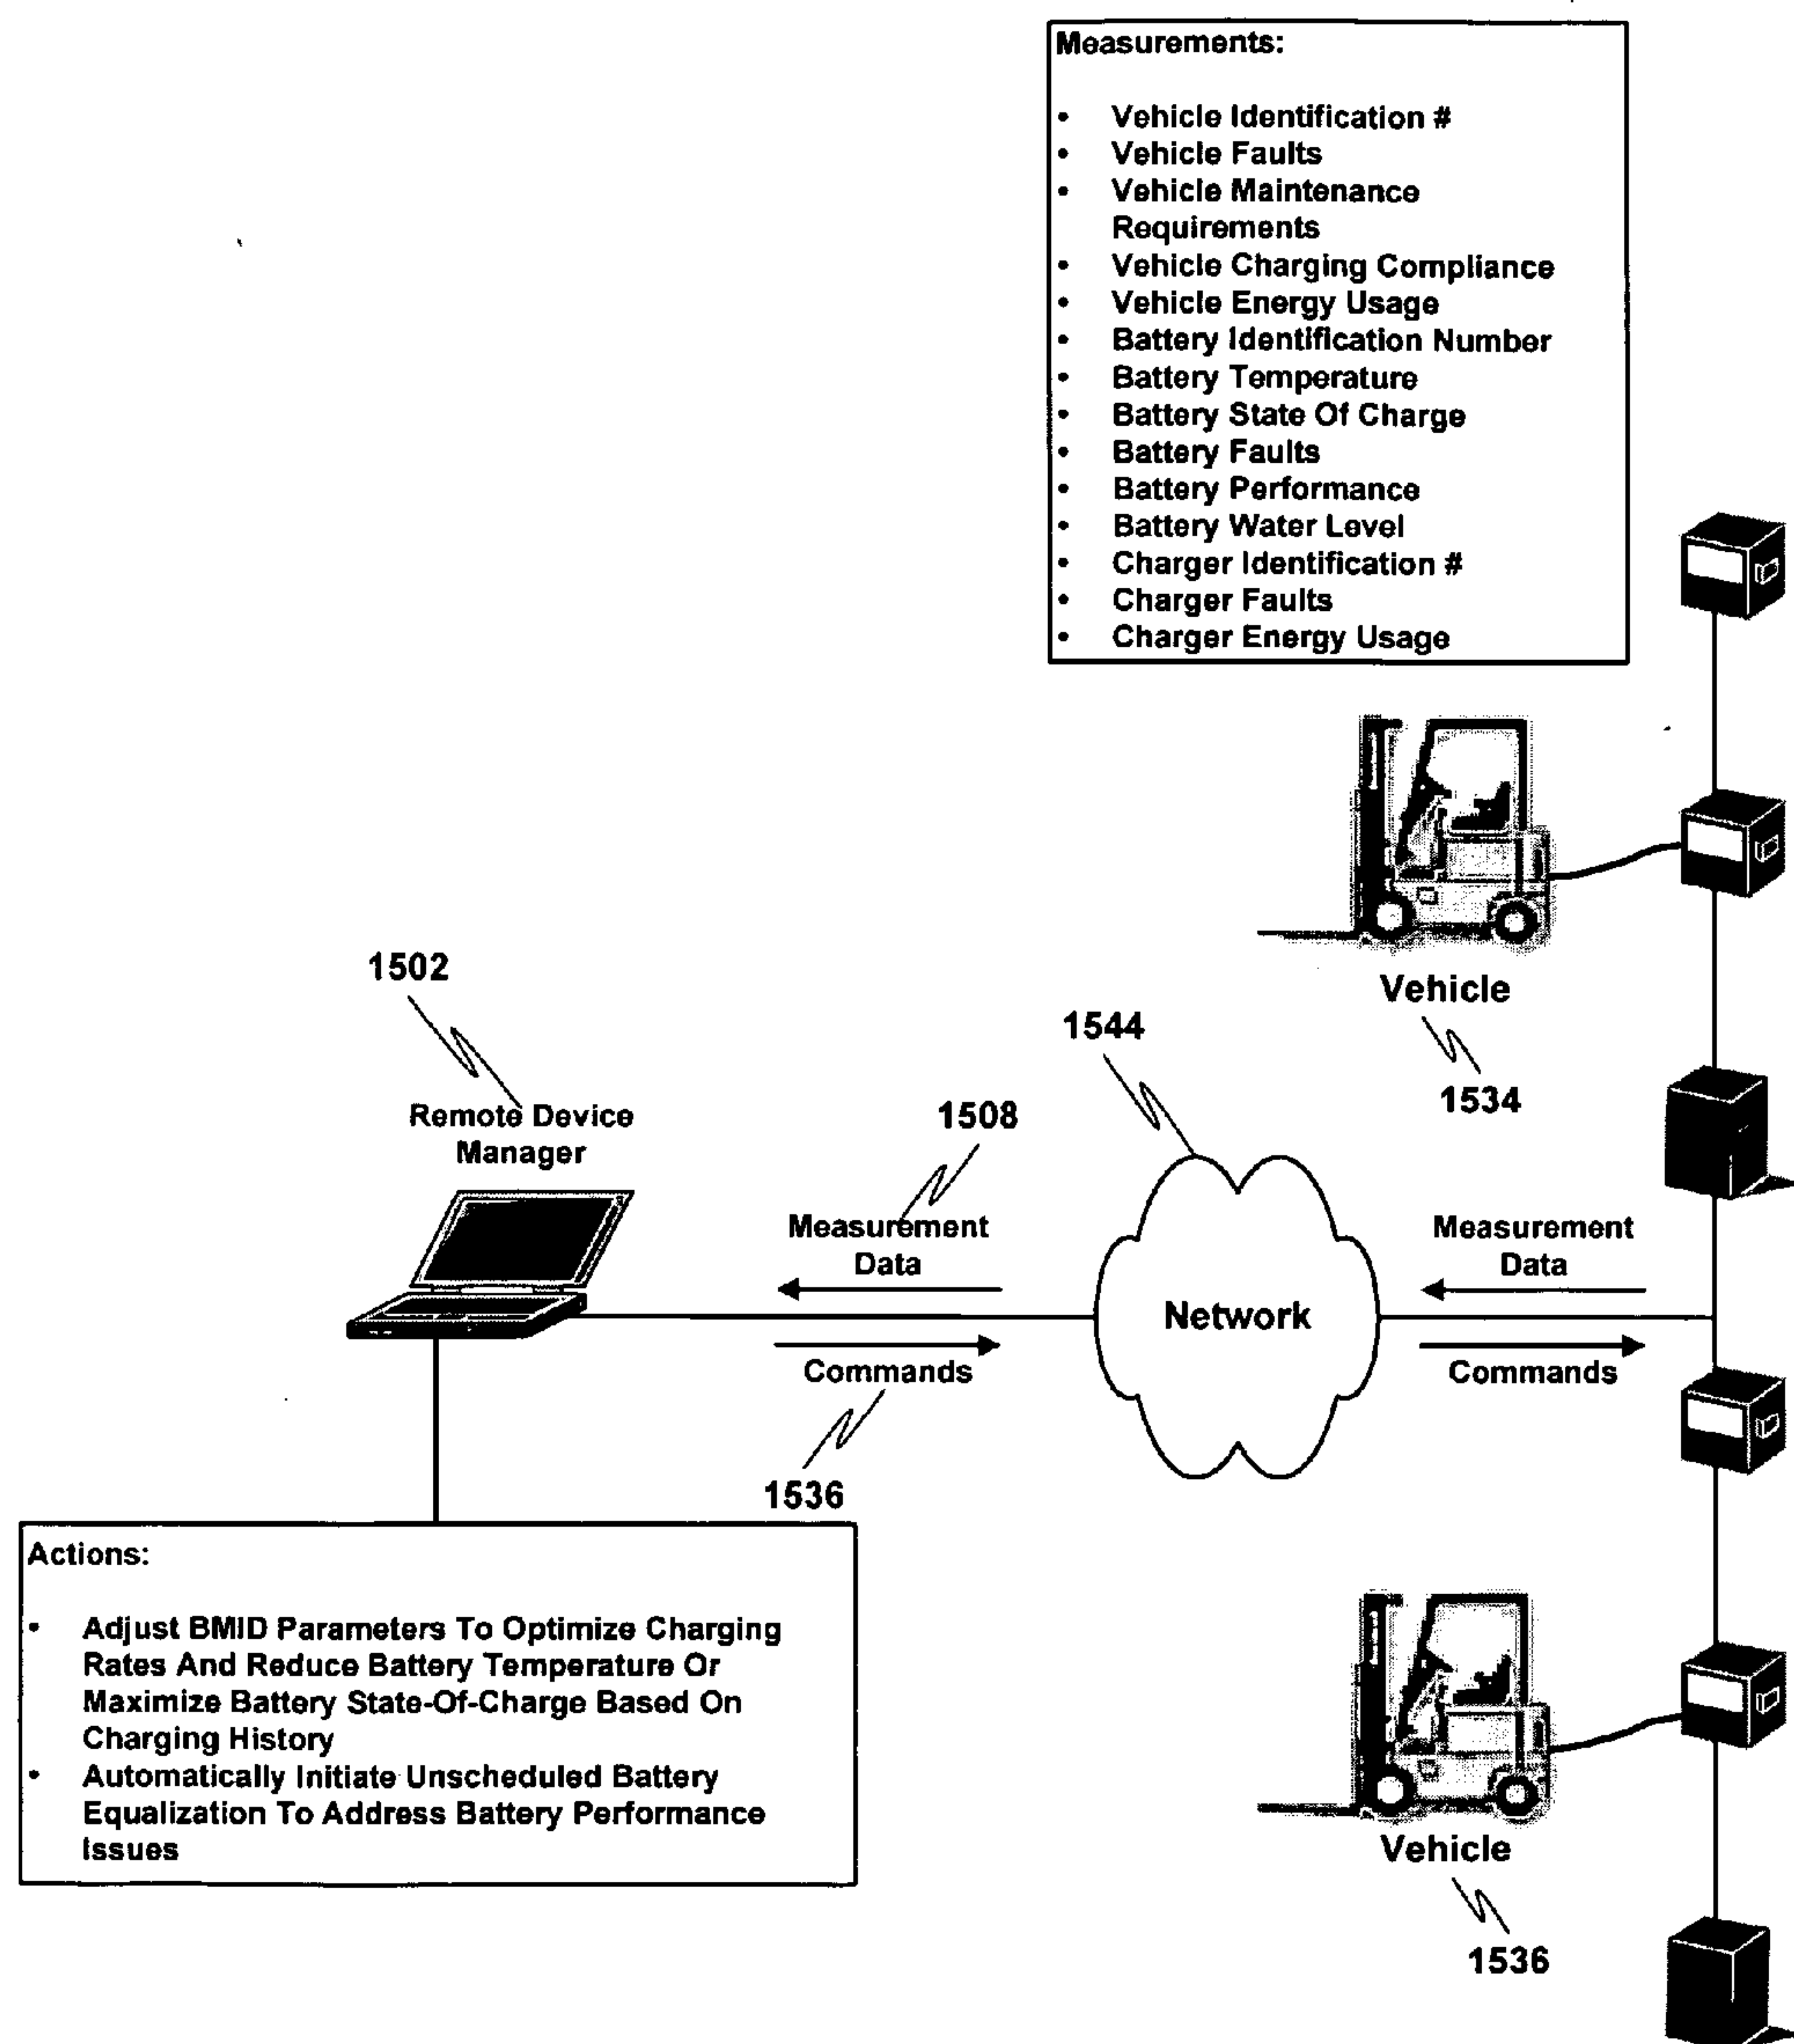 Measurements:
• Vehicle Identification #
• Vehicle Faults
• Vehicle Maintenance
Requirements
• Vehicle Charging Compliance
• Vehicle Energy Usage
• Battery Identification Number
• Battery Temperature
• Battery State Of Charge
• Battery Faults
• Battery Performance
• Battery Water Level
• Charger Identification #
• Charger Faults
• Charger Energy Usage
Vehicle
1534
1502
Remote Device
Manager
1544
1508
Measurement
Data
Commands
1536
Network
Measurement
Data
Commands
Actions:
• Adjust BMID Parameters To Optimize Charging
Rates And Reduce Battery Temperature Or
Maximize Battery State-Of-Charge Based On
Charging History
• Automatically Initiate Unscheduled Battery
Equalization To Address Battery Performance
Issues
Vehicle
1536